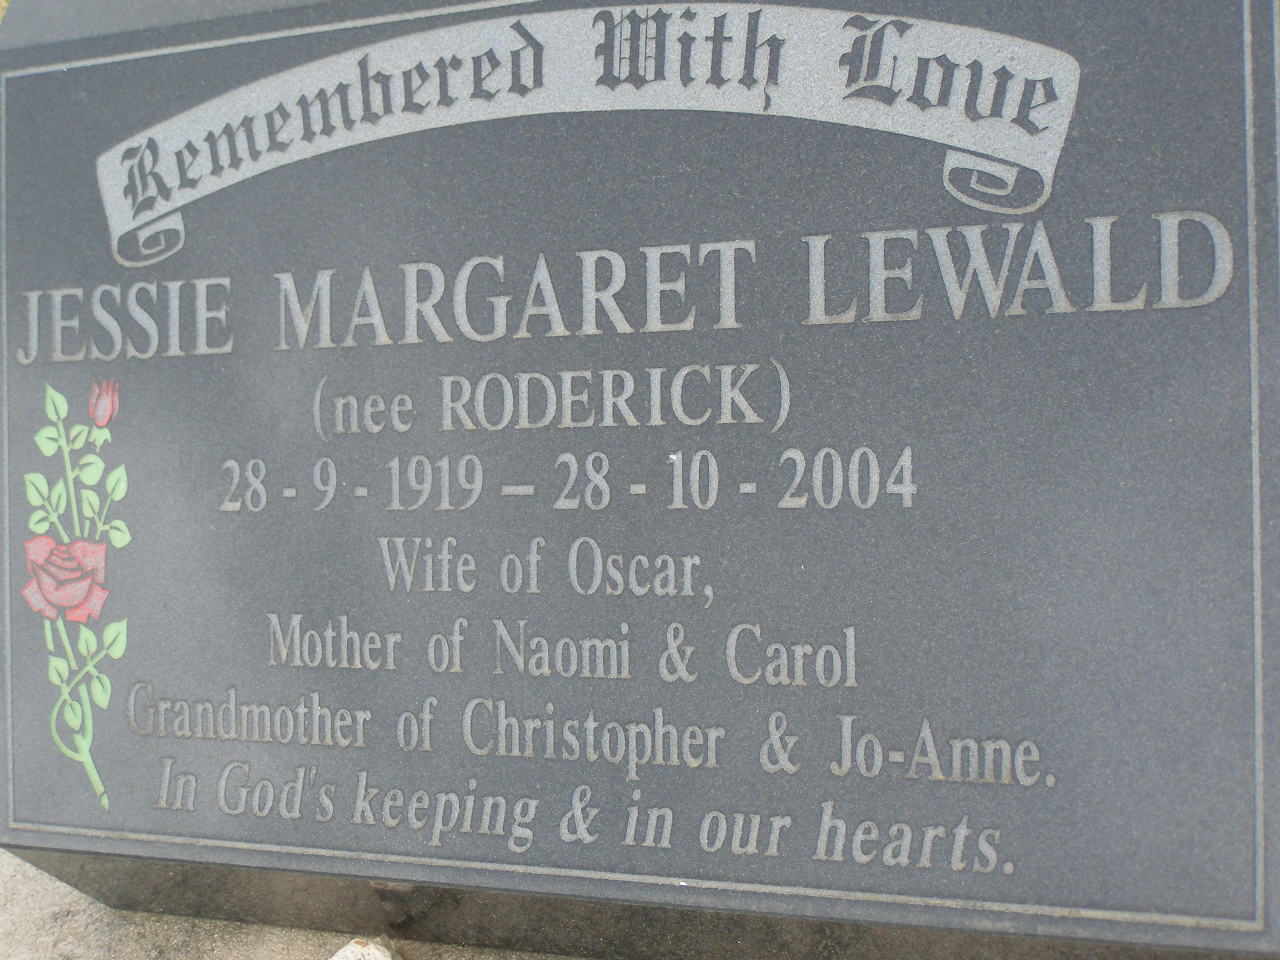 Remembered With Love
JESSIE MARGARET LEWALD
(nee RODERICK)
28 - 9 - 1919 – 28 - 10 - 2004
Wife of Oscar,
Mother of Naomi & Carol
Grandmother of Christopher & Jo-Anne.
In God's keeping & in our hearts.